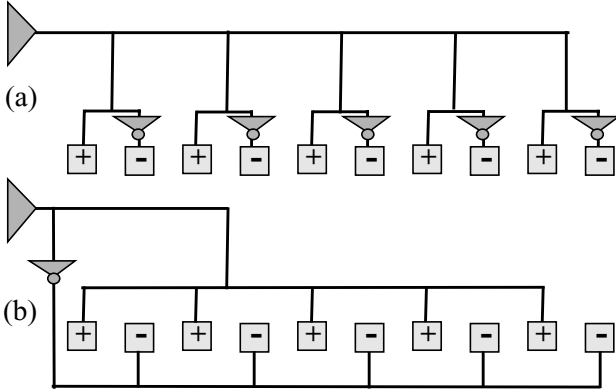 (a)
+ - + - + - + - + -
(b)
+ - + - + - + - + -